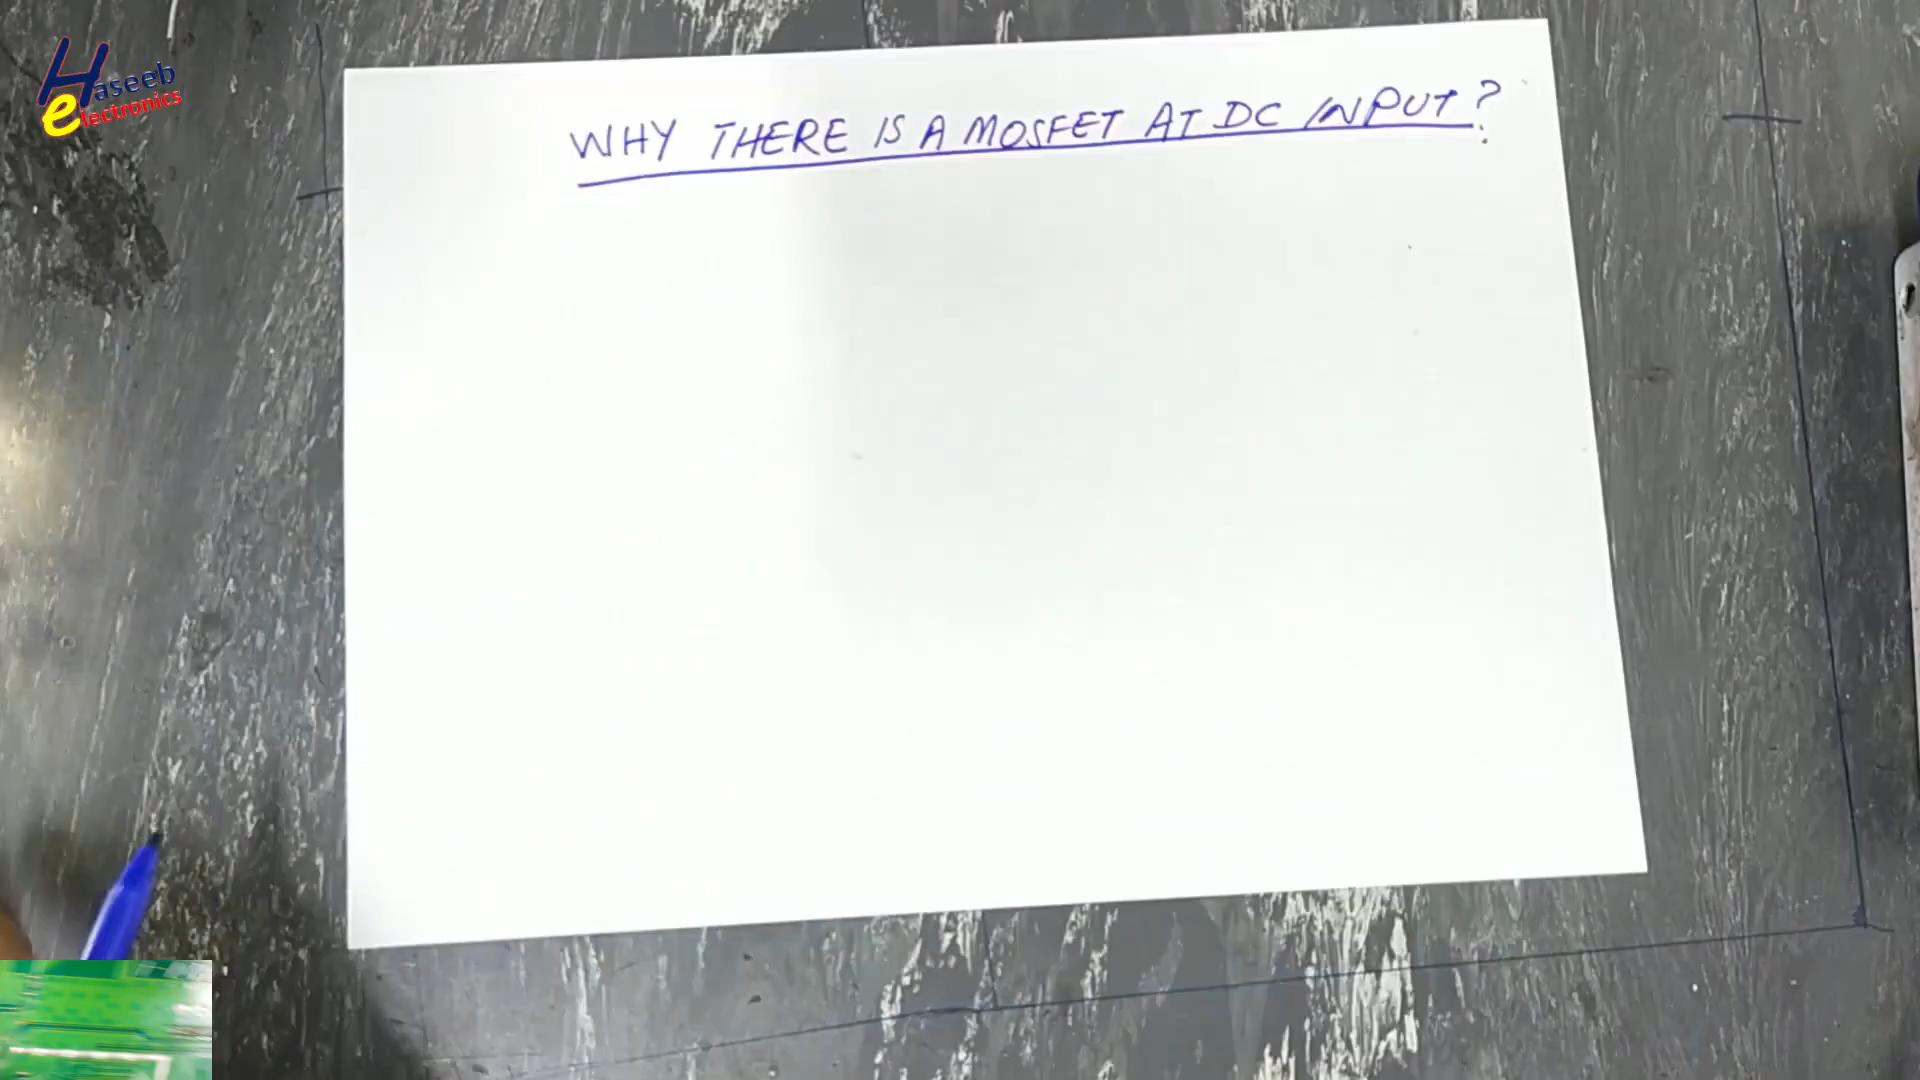 Haseeb
electronics
WHY THERE IS A MOSFET AT DC INPUT?